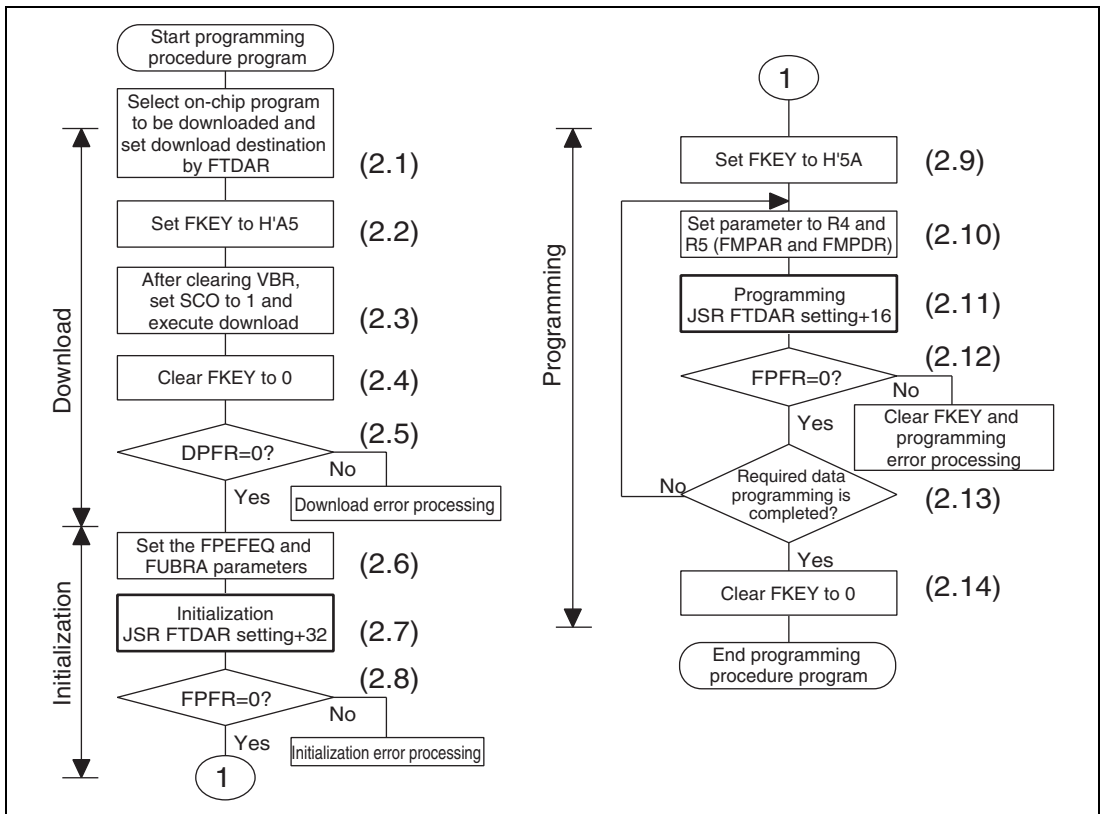 Start programming
procedure program
Select on-chip program
to be downloaded and
set download destination
by FTDAR
(2.1)
Set FKEY to H'A5
(2.2)
After clearing VBR,
set SCO to 1 and
execute download
(2.3)
Clear FKEY to 0
(2.4)
DPFR=0?
(2.5)
No
Yes
Download error processing
Download
Set the FPEFEQ and
FUBRA parameters
(2.6)
Initialization
JSR FTDAR setting+32
(2.7)
FPFR=0?
(2.8)
No
Yes
Initialization error processing
1
Initialization
1
Set FKEY to H'5A
(2.9)
Set parameter to R4 and
R5 (FMPAR and FMPDR)
(2.10)
Programming
JSR FTDAR setting+16
(2.11)
FPFR=0?
(2.12)
No
Yes
Clear FKEY and
programming
error processing
Required data
programming is
completed?
(2.13)
No
Yes
Clear FKEY to 0
(2.14)
End programming
procedure program
Programming